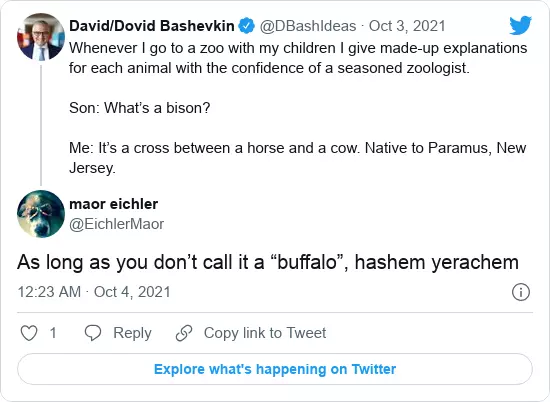 David/Dovid Bashevkin @DBashIdeas · Oct 3, 2021
Whenever I go to a zoo with my children I give made-up explanations
for each animal with the confidence of a seasoned zoologist.
Son: What’s a bison?
Me: It’s a cross between a horse and a cow. Native to Paramus, New
Jersey.
maor eichler
@EichlerMaor
As long as you don’t call it a “buffalo”, hashem yerachem
12:23 AM · Oct 4, 2021
1 Reply Copy link to Tweet
Explore what's happening on Twitter